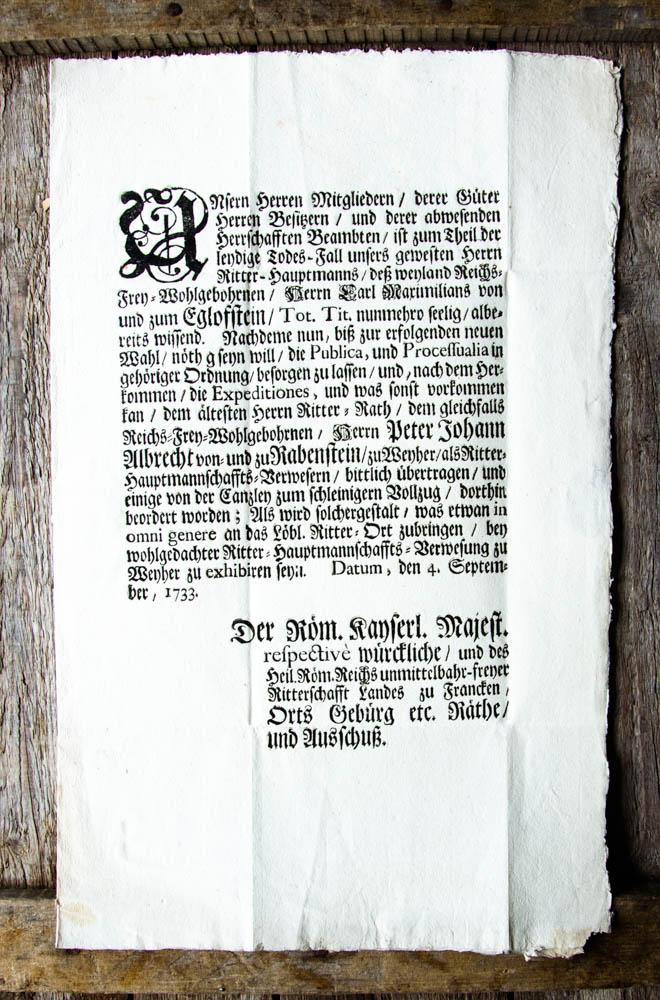 UNsern Herren Mitgliedern / derer Güter
Herren Besitzern / und derer abwesenden
Herrschafften Beambten / ist zum Theil der
leydige Todes-Fall unsers gewesten Herrn
Ritter-Hauptmanns / deß weyland Reichs-
Frey-Wohlgebohrnen / Herrn Carl Maximilians von
und zum Eglofstein / Tot. Tit. nunmehro seelig / albe-
reits wissend. Nachdeme nun, biß zur erfolgenden neuen
Wahl / nöth g seyn will / die Publica, und Processualia in
gehöriger Ordnung / besorgen zu lassen / und, nach dem Her-
kommen / die Expeditiones, und was sonst vorkommen
kan / dem ältesten Herrn Ritter-Rath / dem gleichfalls
Reichs-Frey-Wohlgebohrnen / Herrn Peter Johann
Albrecht von- und zu Rabenstein / zu Weyher / als Ritter-
Hauptmannschaffts-Verwesern / bittlich übertragen / und
einige von der Cantzley zum schleinigern Vollzug / dorthin
beordert worden ; Als wird solchergestalt / was etwan in
omni genere an das Löbl. Ritter-Ort zubringen / bey
wohlgedachter Ritter-Hauptmannschaffts-Verwesung zu
Weyher zu exhibiren seyn. Datum, den 4. Septem-
ber, 1733.
Der Röm. Kayserl. Majest.
respectivè würckliche / und des
Heil. Röm. Reichs unmittelbahr-freyer
Ritterschafft Landes zu Francken /
Orts Gebürg etc. Räthe /
und Ausschuß.